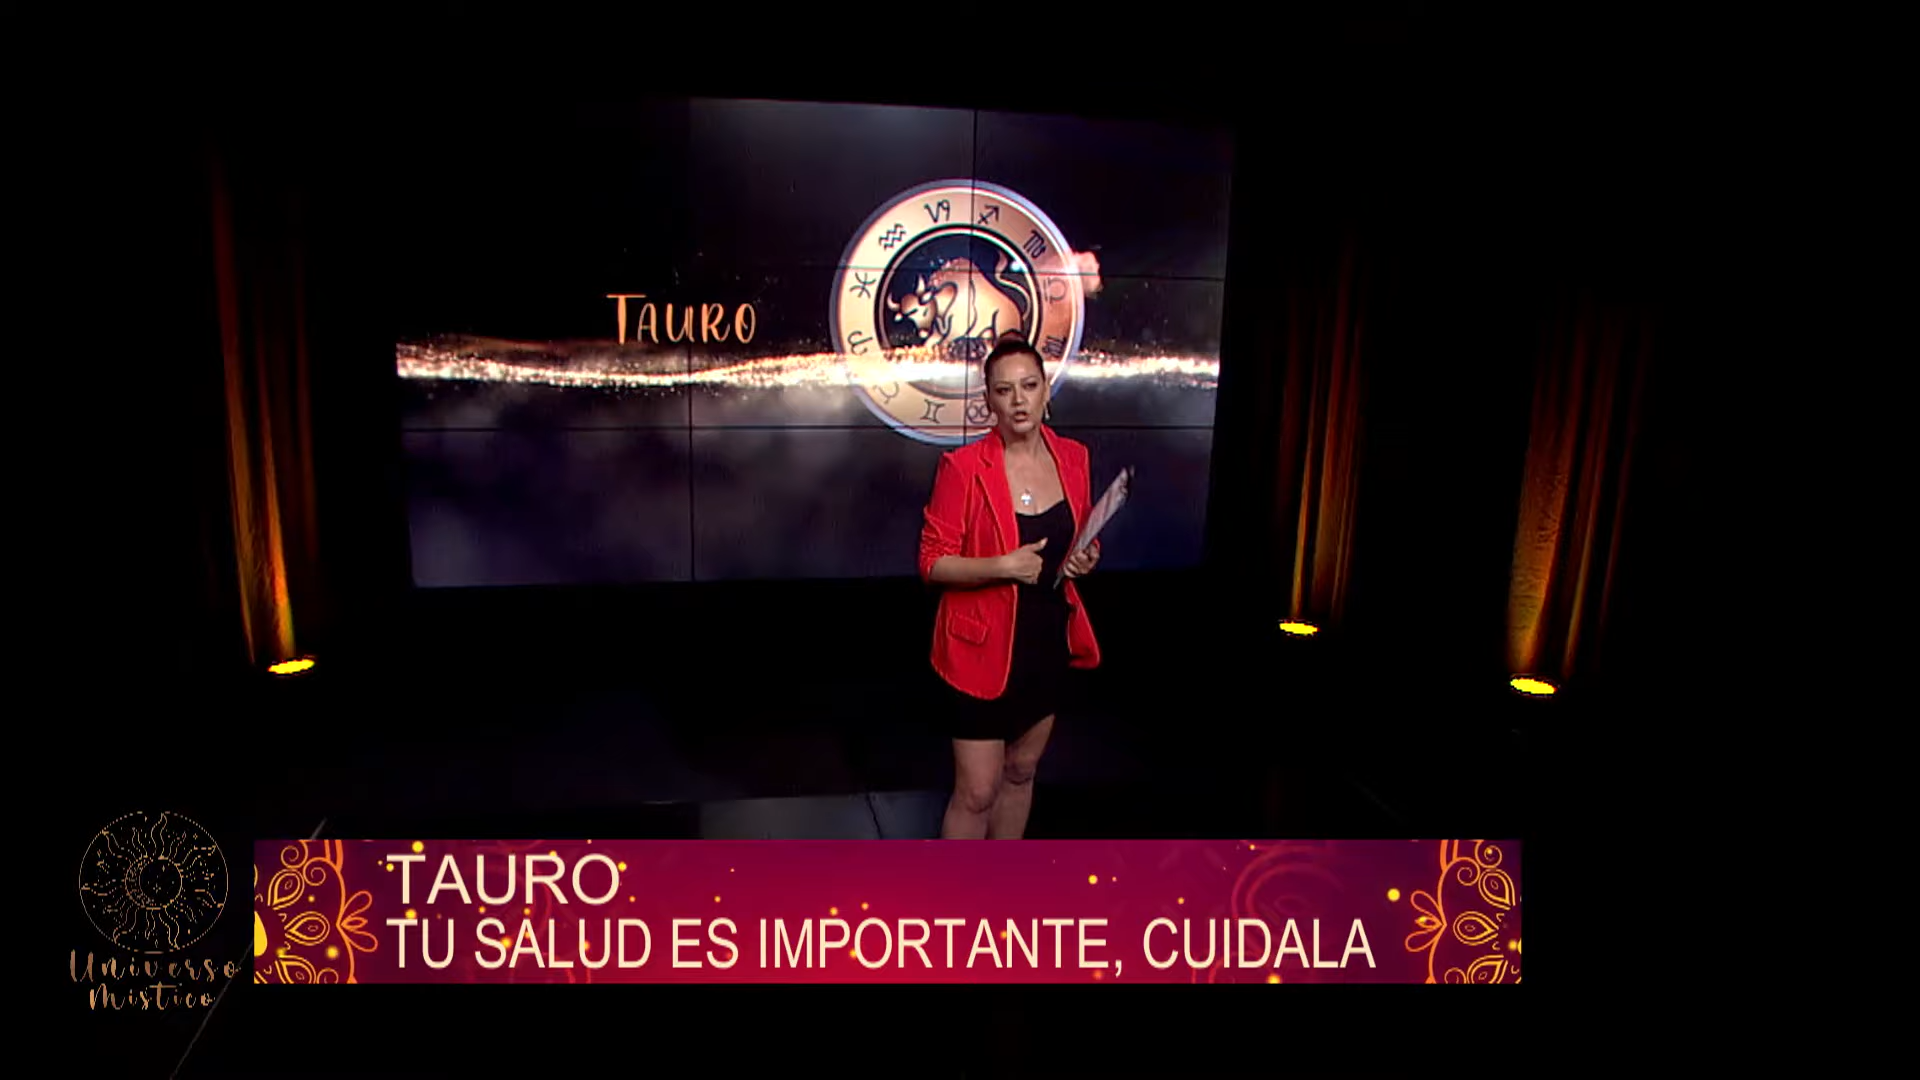 TAURO
TAURO
TU SALUD ES IMPORTANTE, CUIDALA
Universo
Mistico